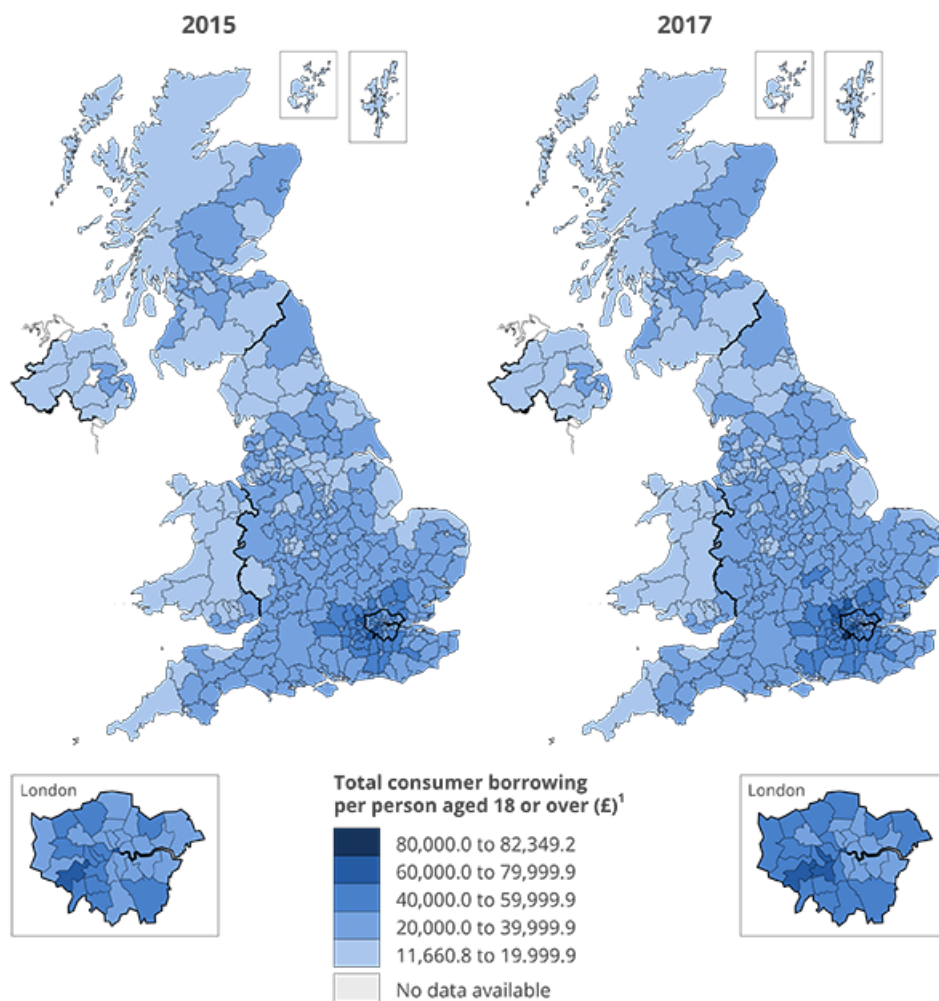 2015
2017
London
London
Total consumer borrowing
per person aged 18 or over (£)¹
80,000.0 to 82,349.2
60,000.0 to 79,999.9
40,000.0 to 59,999.9
20,000.0 to 39,999.9
11,660.8 to 19.999.9
No data available